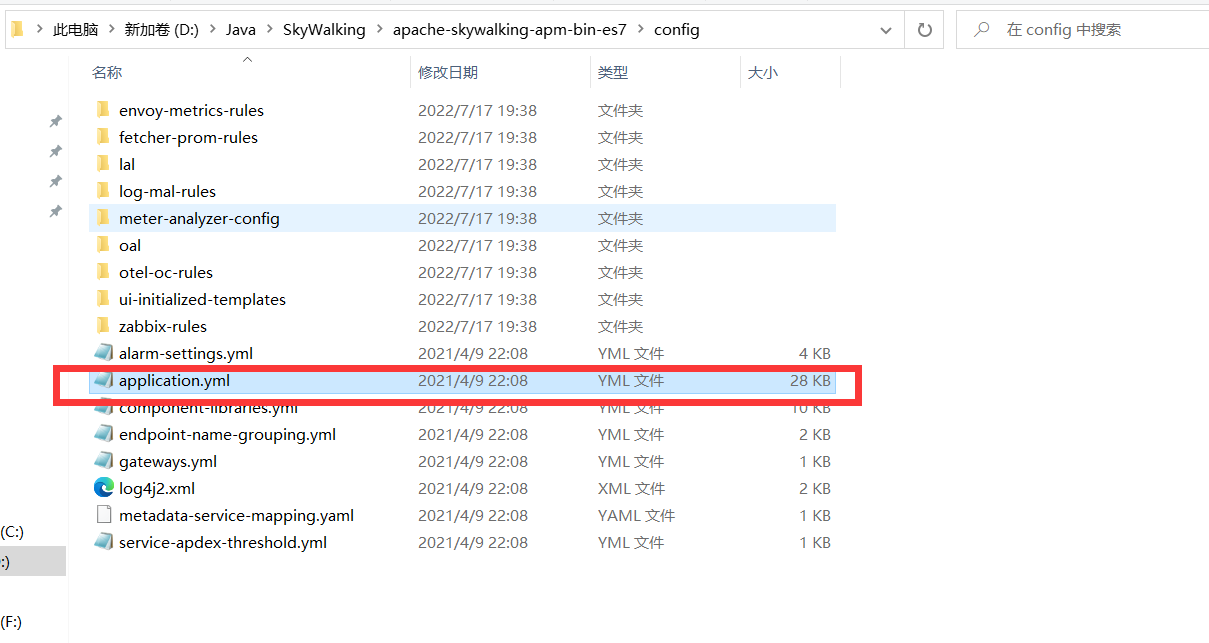 此电脑 > 新加卷 (D:) > Java > SkyWalking > apache-skywalking-apm-bin-es7 > config
在 config 中搜索
名称 修改日期 类型 大小
envoy-metrics-rules 2022/7/17 19:38 文件夹
fetcher-prom-rules 2022/7/17 19:38 文件夹
lal 2022/7/17 19:38 文件夹
log-mal-rules 2022/7/17 19:38 文件夹
meter-analyzer-config 2022/7/17 19:38 文件夹
oal 2022/7/17 19:38 文件夹
otel-oc-rules 2022/7/17 19:38 文件夹
ui-initialized-templates 2022/7/17 19:38 文件夹
zabbix-rules 2022/7/17 19:38 文件夹
alarm-settings.yml 2021/4/9 22:08 YML 文件 4 KB
application.yml 2021/4/9 22:08 YML 文件 28 KB
component-libraries.yml 2021/4/9 22:08 YML 文件 10 KB
endpoint-name-grouping.yml 2021/4/9 22:08 YML 文件 2 KB
gateways.yml 2021/4/9 22:08 YML 文件 1 KB
log4j2.xml 2021/4/9 22:08 XML 文件 2 KB
metadata-service-mapping.yaml 2021/4/9 22:08 YAML 文件 1 KB
(C:)
service-apdex-threshold.yml 2021/4/9 22:08 YML 文件 1 KB
:)
(F:)